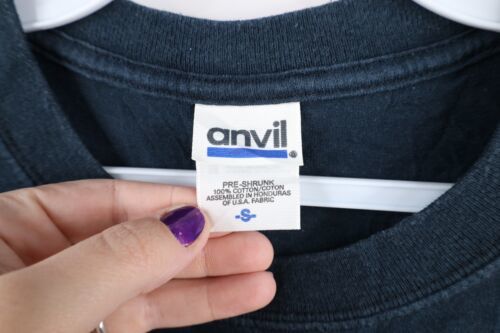 anvil
PRE-SHRUNK
100% COTTON/COTON
ASSEMBLED IN HONDURAS
OF U.S.A. FABRIC
-S-